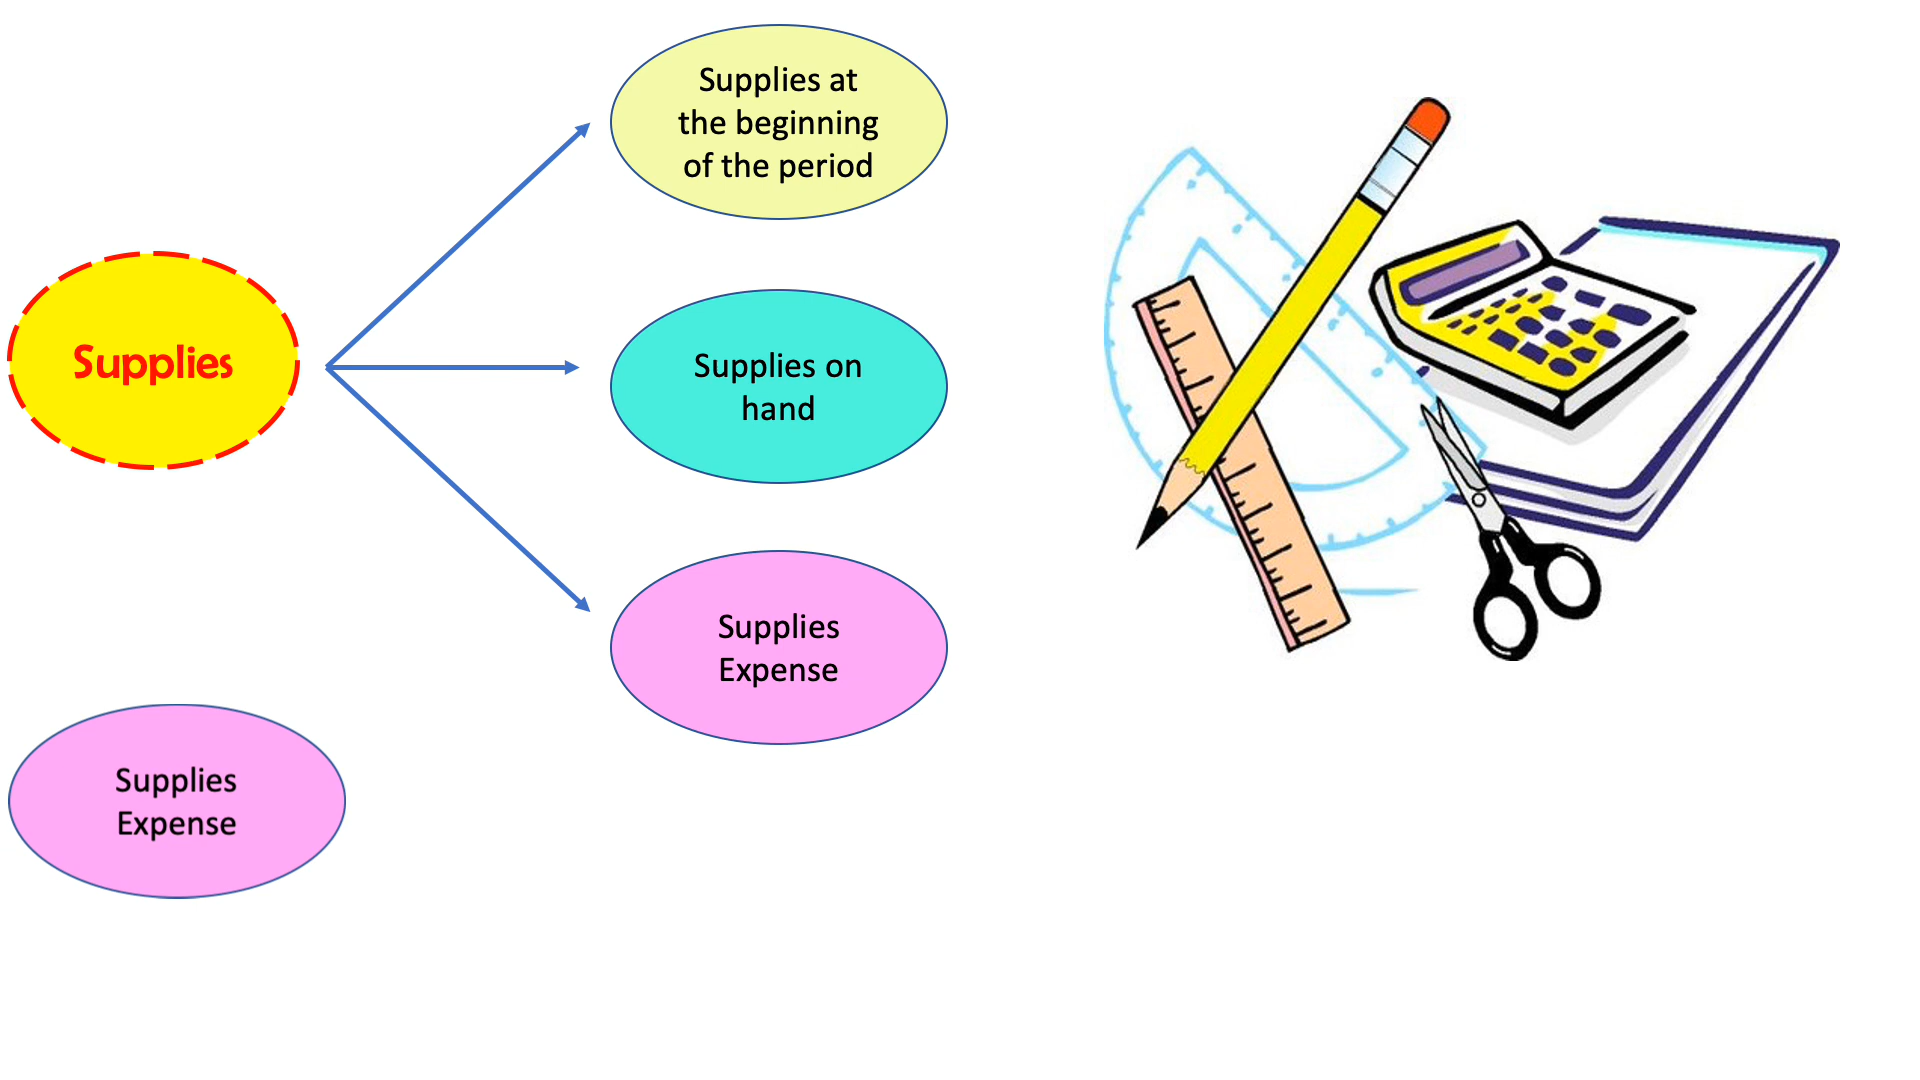 Supplies at
the beginning
of the period
Supplies
Supplies on
hand
Supplies
Expense
Supplies
Expense